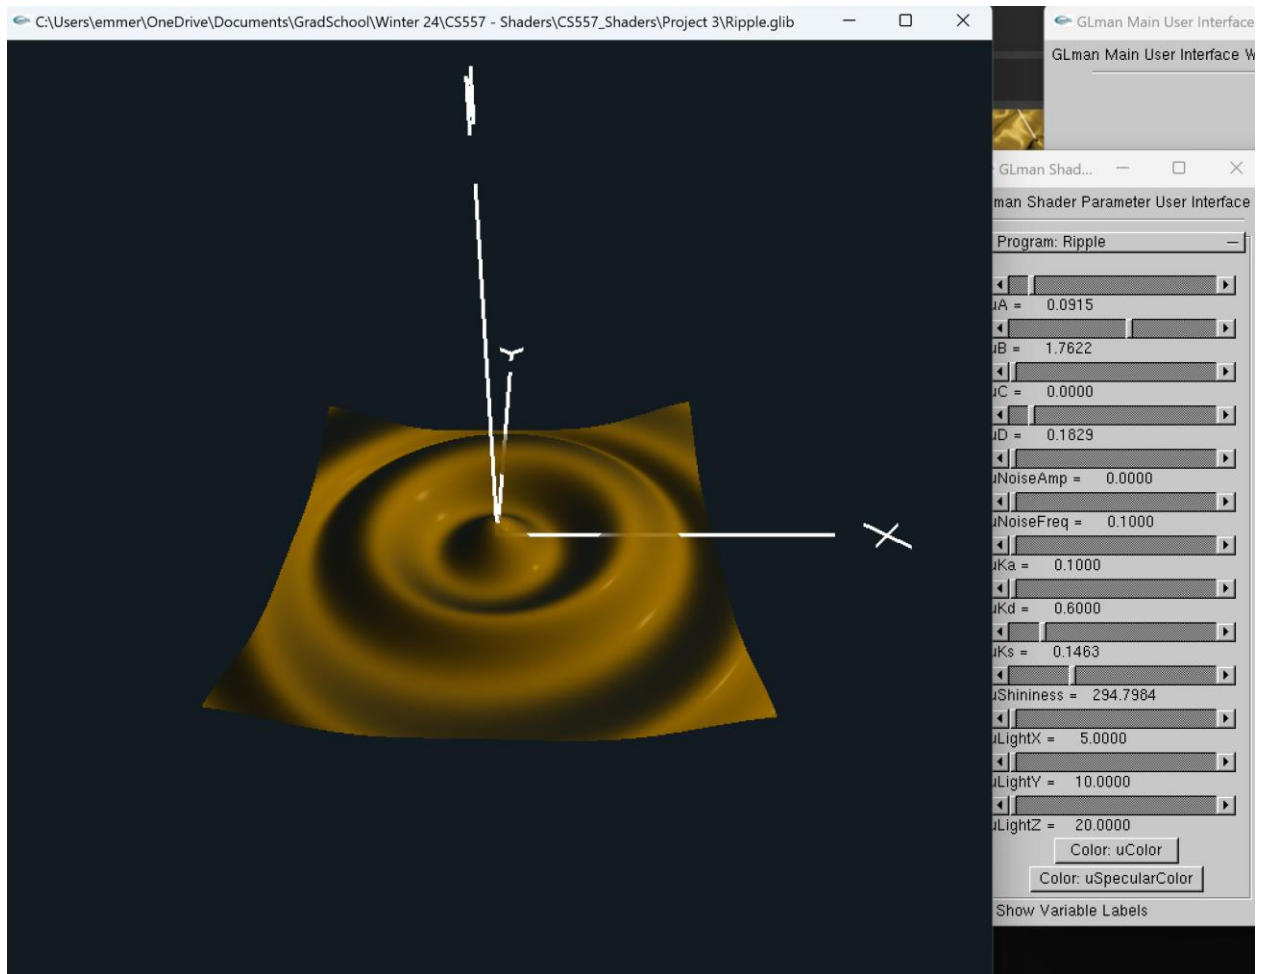 C:\Users\emmer\OneDrive\Documents\GradSchool\Winter 24\CS557 - Shaders\CS557_Shaders\Project 3\Ripple.glib
GLman Main User Interface
GLman Main User Interface W
GLman Shad...
man Shader Parameter User Interface
Program: Ripple
uA = 0.0915
uB = 1.7622
uC = 0.0000
uD = 0.1829
uNoiseAmp = 0.0000
uNoiseFreq = 0.1000
uKa = 0.1000
uKd = 0.6000
uKs = 0.1463
uShininess = 294.7984
uLightX = 5.0000
uLightY = 10.0000
uLightZ = 20.0000
Color: uColor
Color: uSpecularColor
Show Variable Labels
Y
X